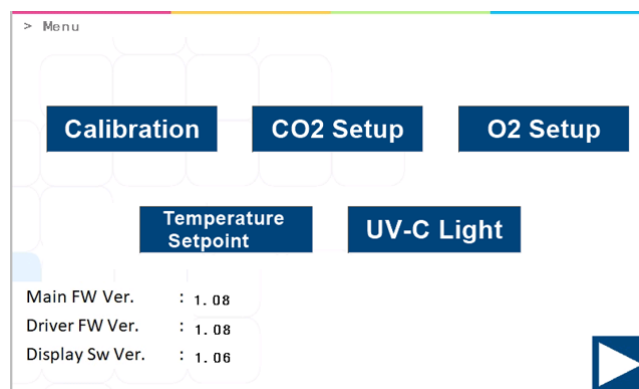 > Menu
Calibration
CO2 Setup
O2 Setup
Temperature
Setpoint
UV-C Light
Main FW Ver. : 1.08
Driver FW Ver. : 1.08
Display Sw Ver. : 1.06